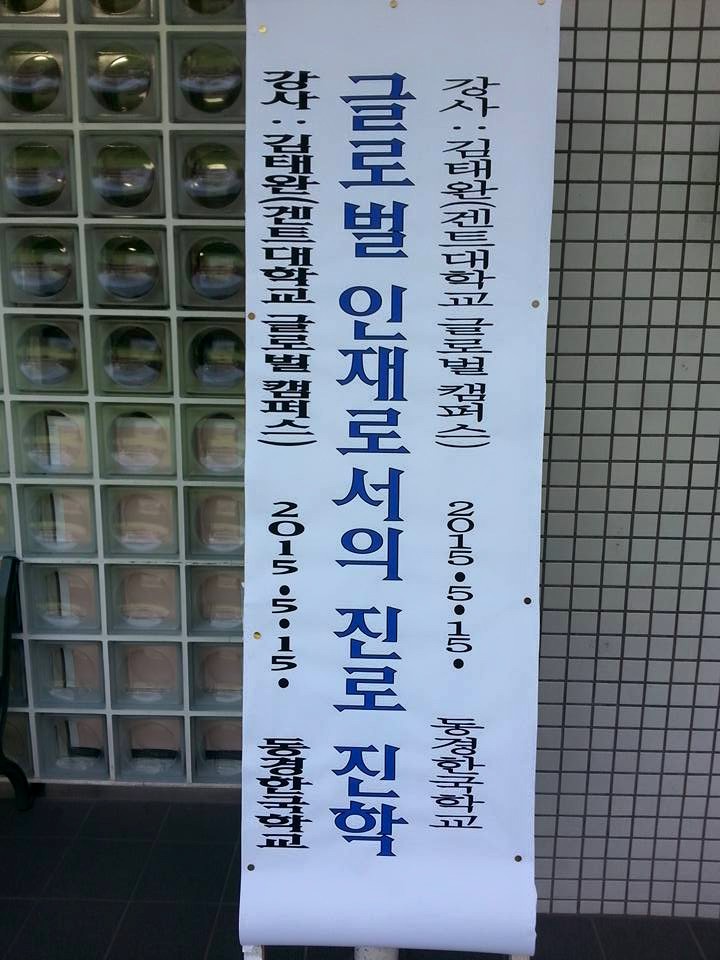 강사 : 김태완(겐트대학교 글로벌 캠퍼스) 2015.5.15. 동경한국학교
글로벌 인재로서의 진로 진학
강사 : 김태완(겐트대학교 글로벌 캠퍼스) 2015.5.15. 동경한국학교